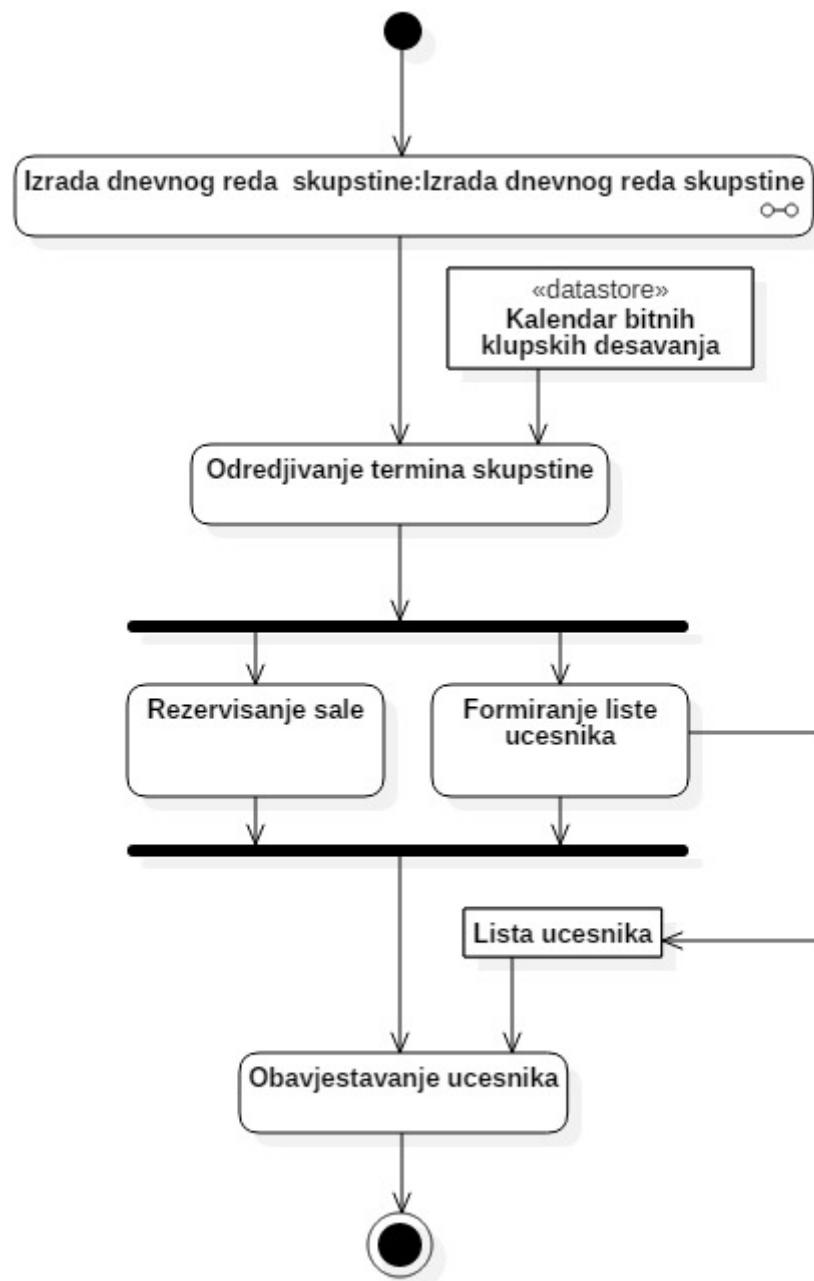 Izrada dnevnog reda  skupstine:Izrada dnevnog reda skupstine
«datastore»
Kalendar bitnih
klupskih desavanja
Odredjivanje termina skupstine
Rezervisanje sale
Formiranje liste
ucesnika
Lista ucesnika
Obavjestavanje ucesnika